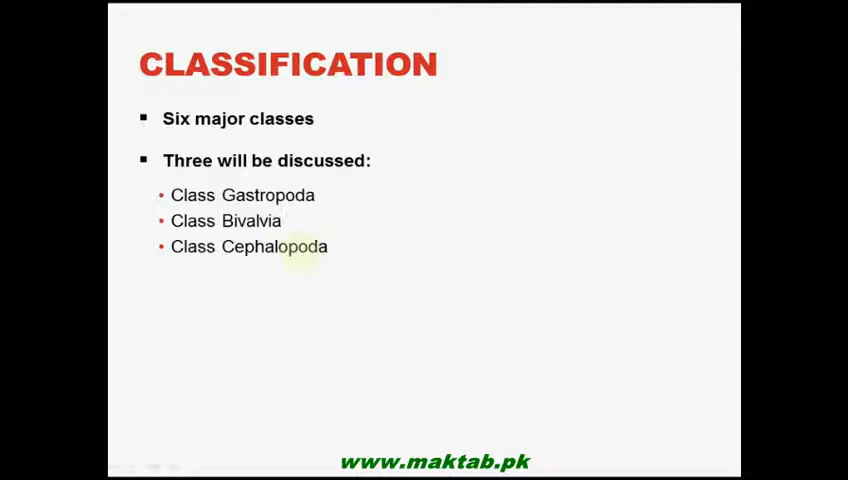 CLASSIFICATION
▪ Six major classes
▪ Three will be discussed:
• Class Gastropoda
• Class Bivalvia
• Class Cephalopoda
www.maktab.pk